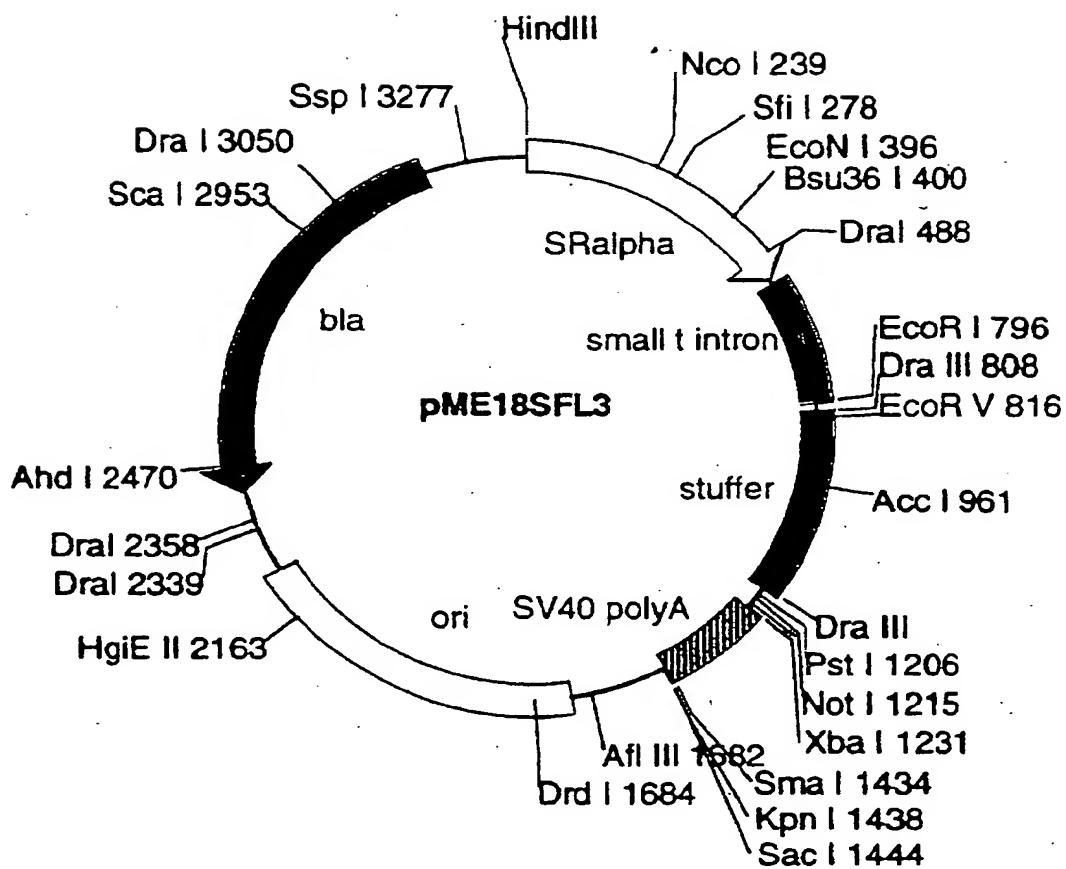 HindIII
Nco I 239
Ssp I 3277
Sfi I 278
Dra I 3050
EcoN I 396
Sca I 2953
Bsu36 I 400
SRalpha
DraI 488
bla
small t intron
EcoR I 796
Dra III 808
pME18SFL3
EcoR V 816
Ahd I 2470
stuffer
Acc I 961
DraI 2358
DraI 2339
ori
SV40 polyA
HgiE II 2163
Dra III
Pst I 1206
Not I 1215
Xba I 1231
Afl III 1682
Drd I 1684
Sma I 1434
Kpn I 1438
Sac I 1444